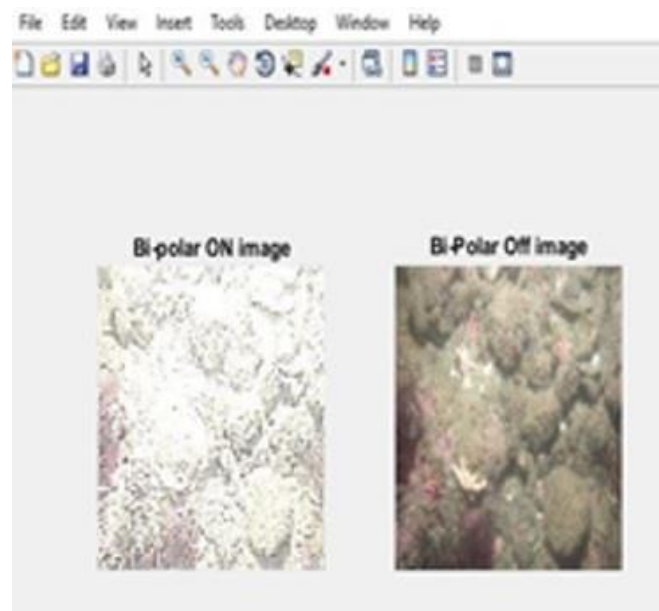 File Edit View Insert Tools Desktop Window Help
Bi-polar ON image
Bi-Polar Off image